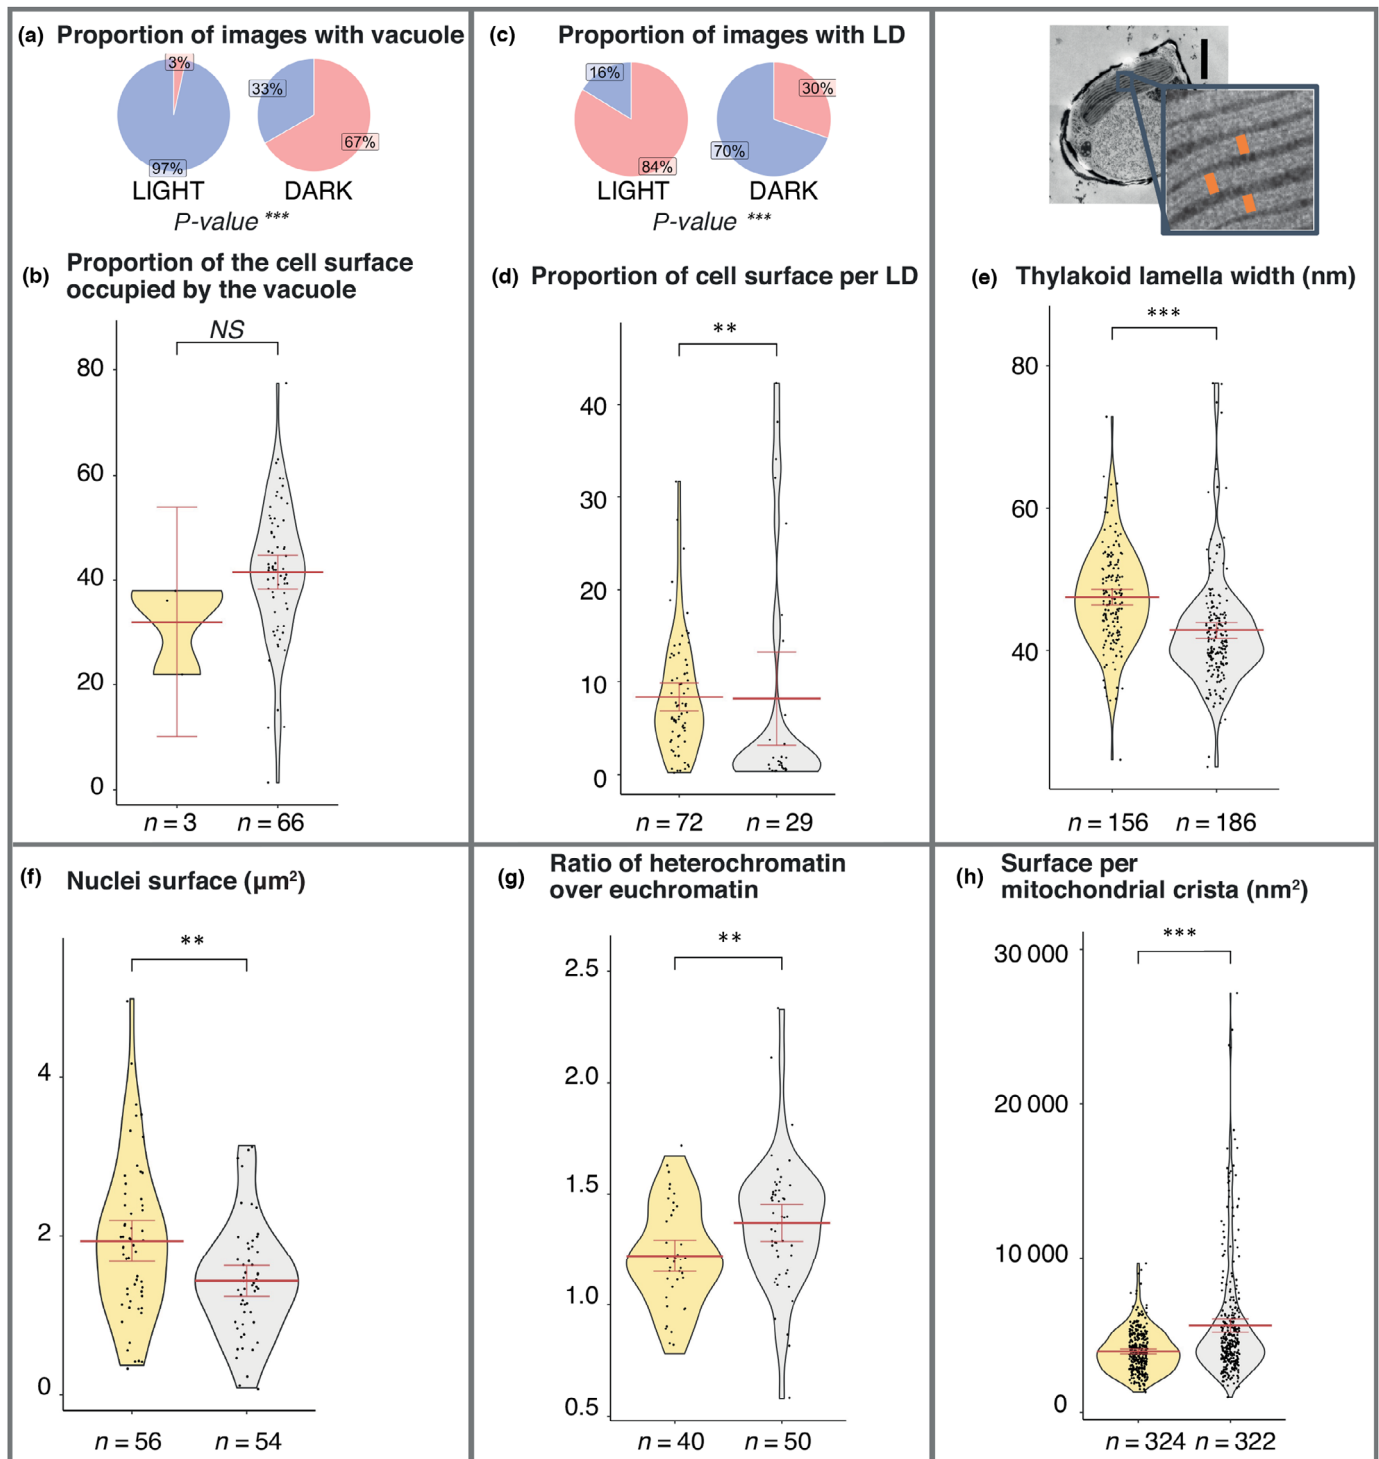 (a) Proportion of images with vacuole
3%
97%
LIGHT
33%
67%
DARK
P-value ***
(b) Proportion of the cell surface
occupied by the vacuole
NS
80
60
40
20
0
n = 3 n = 66
(c) Proportion of images with LD
16%
84%
LIGHT
30%
70%
DARK
P-value ***
(d) Proportion of cell surface per LD
**
40
30
20
10
0
n = 72 n = 29
(e) Thylakoid lamella width (nm)
***
80
60
40
n = 156 n = 186
(f) Nuclei surface (µm²)
**
4
2
0
n = 56 n = 54
(g) Ratio of heterochromatin
over euchromatin
**
2.5
2.0
1.5
1.0
0.5
n = 40 n = 50
(h) Surface per
mitochondrial crista (nm²)
***
30 000
20 000
10 000
0
n = 324 n = 322